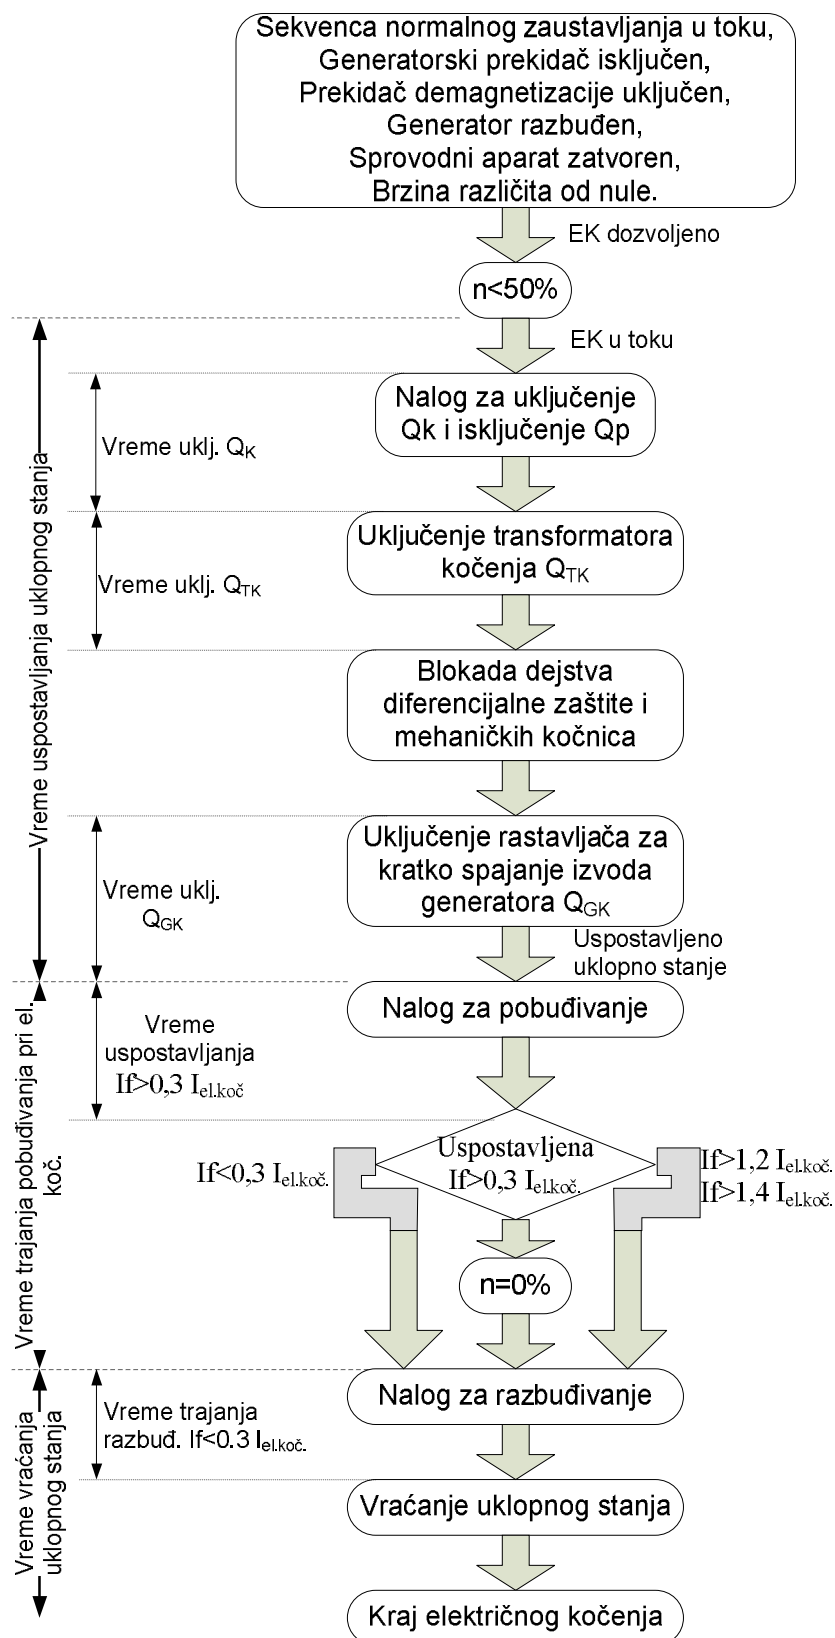 Sekvenca normalnog zaustavljanja u toku,
Generatorski prekidač isključen,
Prekidač demagnetizacije uključen,
Generator razbuđen,
Sprovodni aparat zatvoren,
Brzina različita od nule.
EK dozvoljeno
n<50%
EK u toku
Nalog za uključenje
Qk i isključenje Qp
Vreme uklj. QK
Uključenje transformatora
kočenja QTK
Vreme uklj. QTK
Vreme uspostavljanja uklopnog stanja
Blokada dejstva
diferencijalne zaštite i
mehaničkih kočnica
Uključenje rastavljača za
kratko spajanje izvoda
generatora QGK
Vreme uklj.
QGK
Uspostavljeno
uklopno stanje
Nalog za pobuđivanje
Vreme
uspostavljanja
If>0,3 Iel.koč
Vreme trajanja pobuđivanja pri el.
koč.
Uspostavljena
If>0,3 Iel.koč.
If<0,3 Iel.koč.
If>1,2 Iel.koč.
If>1,4 Iel.koč.
n=0%
Nalog za razbuđivanje
Vreme trajanja
razbuđ. If<0.3 Iel.koč.
Vreme vraćanja
uklopnog stanja
Vraćanje uklopnog stanja
Kraj električnog kočenja